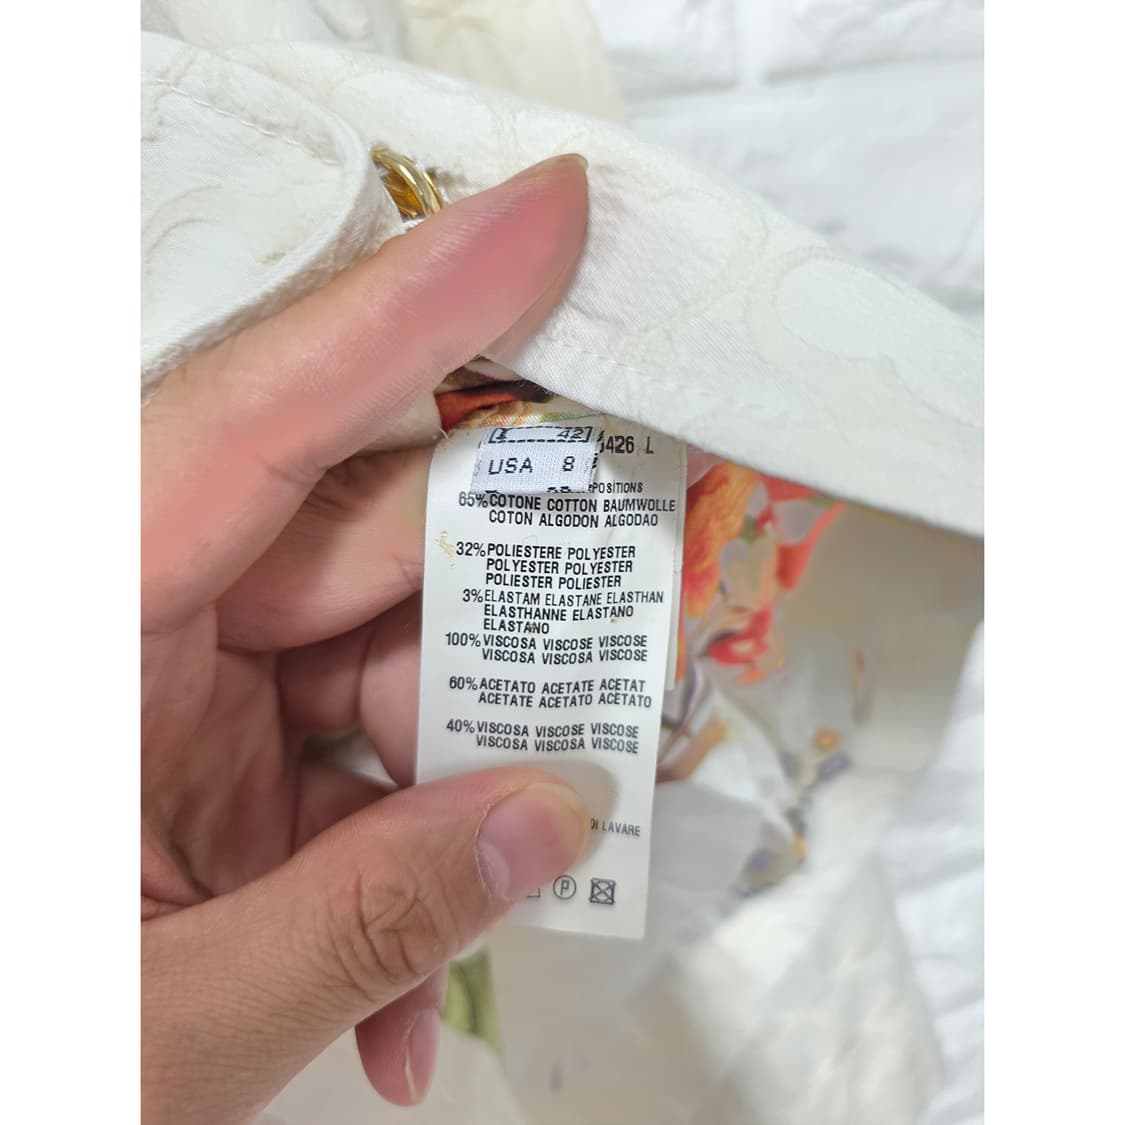 I 42
426 L
USA 8
POSITIONS
65% COTONE COTTON BAUMWOLLE
COTON ALGODON ALGODAO
32% POLIESTERE POLYESTER
POLYESTER POLYESTER
POLIESTER POLIESTER
3% ELASTAM ELASTANE ELASTHAN
ELASTHANNE ELASTANO
ELASTANO
100% VISCOSA VISCOSE VISCOSE
VISCOSA VISCOSA VISCOSE
60% ACETATO ACETATE ACETAT
ACETATE ACETATO ACETATO
40% VISCOSA VISCOSE VISCOSE
VISCOSA VISCOSA VISCOSE
DI LAVARE
P